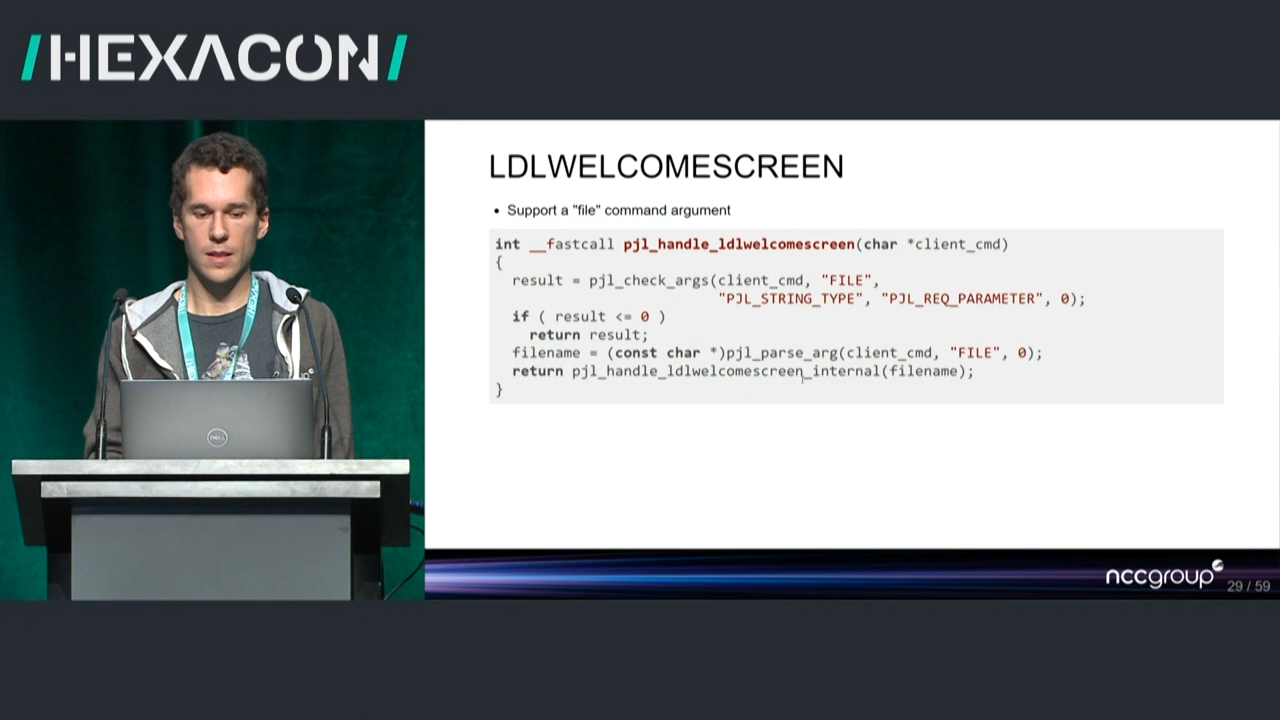 /HEXACON/
LDLWELCOMESCREEN
• Support a "file" command argument
int __fastcall pjl_handle_ldlwelcomescreen(char *client_cmd)
{
  result = pjl_check_args(client_cmd, "FILE",
                          "PJL_STRING_TYPE", "PJL_REQ_PARAMETER", 0);
  if ( result <= 0 )
    return result;
  filename = (const char *)pjl_parse_arg(client_cmd, "FILE", 0);
  return pjl_handle_ldlwelcomescreen_internal(filename);
}
nccgroup
29 / 59
DELL